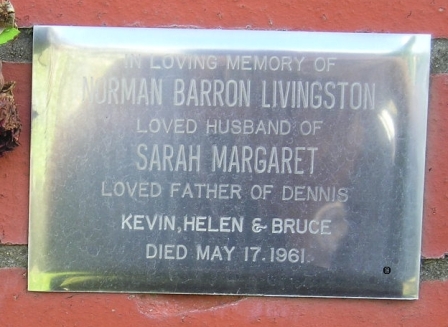 IN LOVING MEMORY OF
NORMAN BARRON LIVINGSTON
LOVED HUSBAND OF
SARAH MARGARET
LOVED FATHER OF DENNIS
KEVIN, HELEN & BRUCE
DIED MAY 17. 1961.